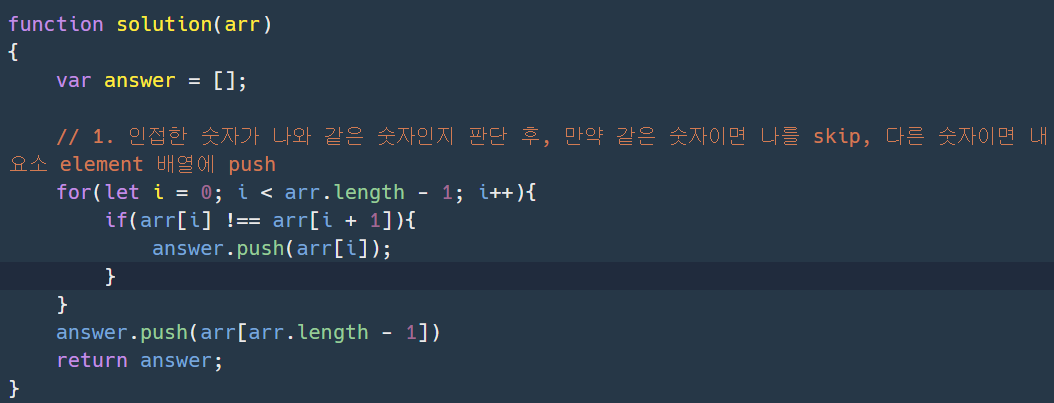 function solution(arr)
{
    var answer = [];

    // 1. 인접한 숫자가 나와 같은 숫자인지 판단 후, 만약 같은 숫자이면 나를 skip, 다른 숫자이면 내
요소 element 배열에 push
    for(let i = 0; i < arr.length - 1; i++){
        if(arr[i] !== arr[i + 1]){
            answer.push(arr[i]);
        }
    }
    answer.push(arr[arr.length - 1])
    return answer;
}